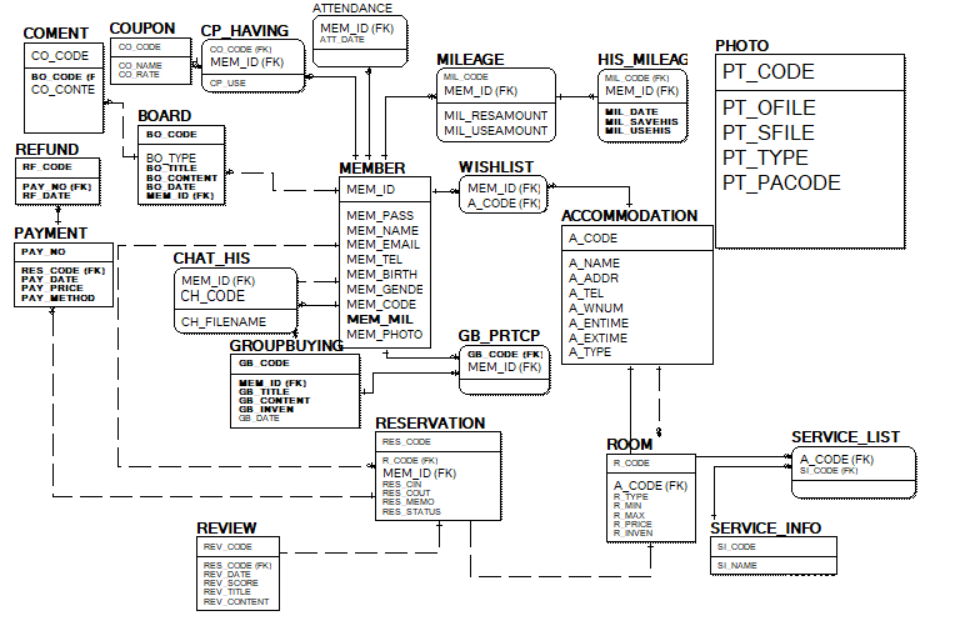 ATTENDANCE
MEM_ID (FK)
ATT_DATE
COMENT
CO_CODE
BO_CODE (F
CO_CONTE
COUPON
CO_CODE
CO_NAME
CO_RATE
CP_HAVING
CO_CODE (FK)
MEM_ID (FK)
CP_USE
MILEAGE
MIL_CODE
MEM_ID (FK)
MIL_RESAMOUNT
MIL_USEAMOUNT
HIS_MILEAG
MIL_CODE (FK)
MEM_ID (FK)
MIL_DATE
MIL_SAVEHIS
MIL_USEHIS
PHOTO
PT_CODE
PT_OFILE
PT_SFILE
PT_TYPE
PT_PACODE
BOARD
BO_CODE
BO_TYPE
BO_TITLE
BO_CONTENT
BO_DATE
MEM_ID (FK)
REFUND
RF_CODE
PAY_NO (FK)
RF_DATE
MEMBER
MEM_ID
MEM_PASS
MEM_NAME
MEM_EMAIL
MEM_TEL
MEM_BIRTH
MEM_GENDE
MEM_CODE
MEM_MIL
MEM_PHOTO
WISHLIST
MEM_ID (FK)
A_CODE (FK)
ACCOMMODATION
A_CODE
A_NAME
A_ADDR
A_TEL
A_WNUM
A_ENTIME
A_EXTIME
A_TYPE
PAYMENT
PAY_NO
RES_CODE (FK)
PAY_DATE
PAY_PRICE
PAY_METHOD
CHAT_HIS
MEM_ID (FK)
CH_CODE
CH_FILENAME
GROUPBUYING
GB_CODE
MEM_ID (FK)
GB_TITLE
GB_CONTENT
GB_INVEN
GB_DATE
GB_PRTCP
GB_CODE (FK)
MEM_ID (FK)
RESERVATION
RES_CODE
R_CODE (FK)
MEM_ID (FK)
RES_CIN
RES_COUT
RES_MEMO
RES_STATUS
ROOM
R_CODE
A_CODE (FK)
R_TYPE
R_MIN
R_MAX
R_PRICE
R_INVEN
SERVICE_LIST
A_CODE (FK)
SI_CODE (FK)
REVIEW
REV_CODE
RES_CODE (FK)
REV_DATE
REV_SCORE
REV_TITLE
REV_CONTENT
SERVICE_INFO
SI_CODE
SI_NAME